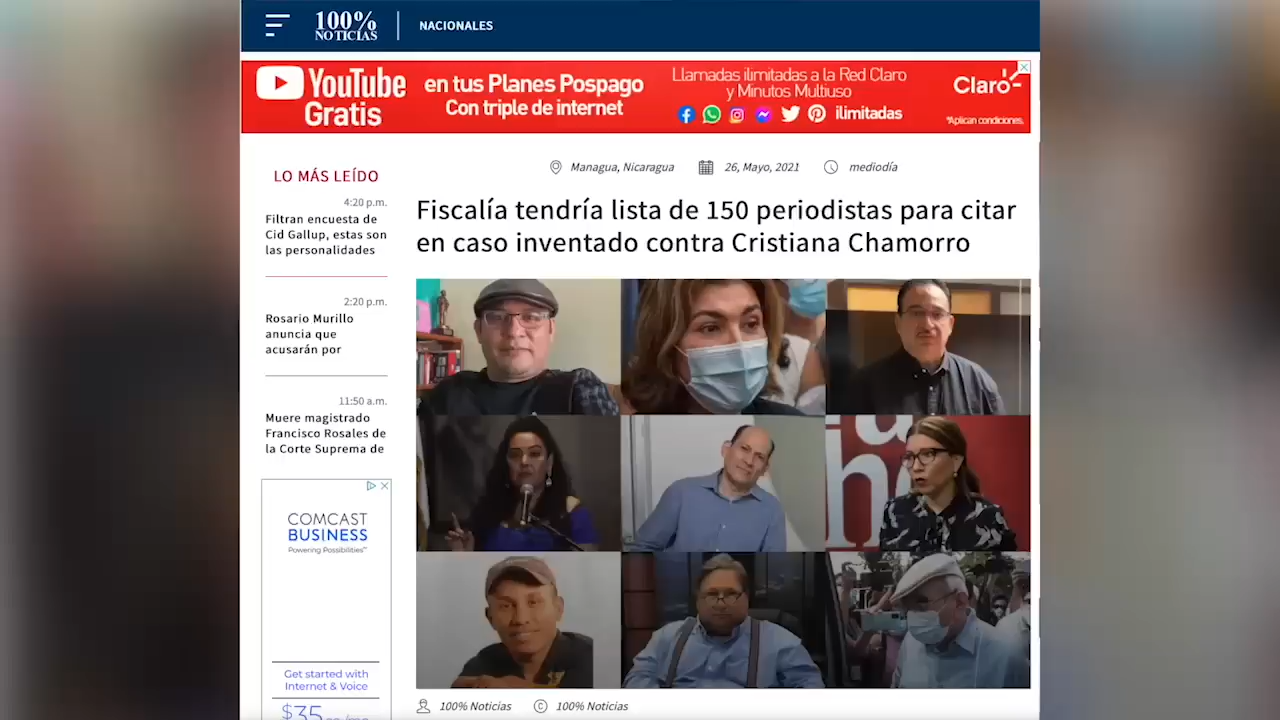 100%
NOTICIAS
NACIONALES
YouTube
Gratis
en tus Planes Pospago
Con triple de internet
Llamadas ilimitadas a la Red Claro
y Minutos Multiuso
ilimitadas
Claro
*Aplican condiciones.
LO MÁS LEÍDO
4:20 p.m.
Filtran encuesta de
Cid Gallup, estas son
las personalidades
2:20 p.m.
Rosario Murillo
anuncia que
acusarán por
11:50 a.m.
Muere magistrado
Francisco Rosales de
la Corte Suprema de
COMCAST
BUSINESS
Powering Possibilities™
Get started with
Internet & Voice
Managua, Nicaragua
26, Mayo, 2021
mediodía
Fiscalía tendría lista de 150 periodistas para citar
en caso inventado contra Cristiana Chamorro
100% Noticias
100% Noticias